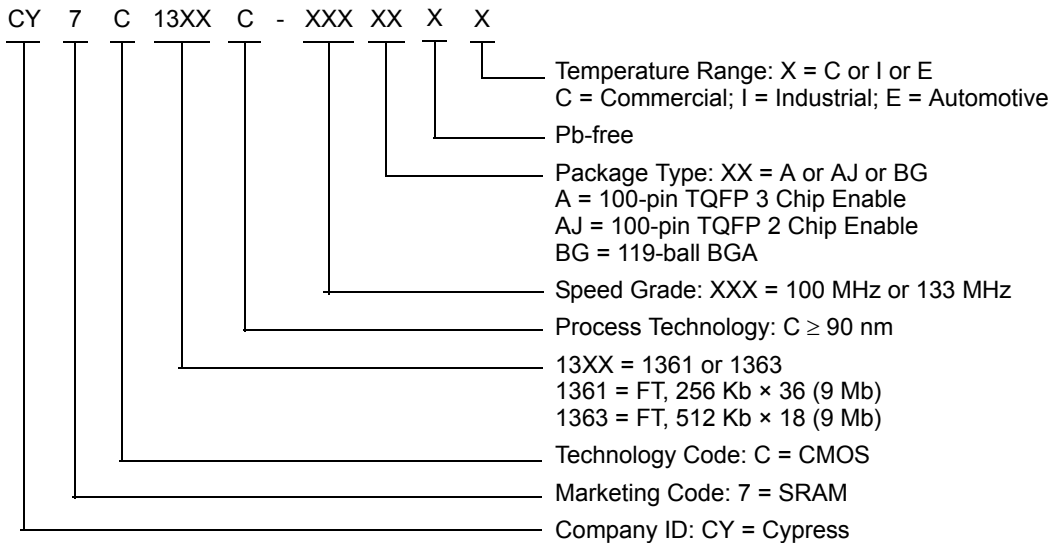 CY 7 C 13XX C - XXX XX X X
Temperature Range: X = C or I or E
C = Commercial; I = Industrial; E = Automotive
Pb-free
Package Type: XX = A or AJ or BG
A = 100-pin TQFP 3 Chip Enable
AJ = 100-pin TQFP 2 Chip Enable
BG = 119-ball BGA
Speed Grade: XXX = 100 MHz or 133 MHz
Process Technology: C ≥ 90 nm
13XX = 1361 or 1363
1361 = FT, 256 Kb × 36 (9 Mb)
1363 = FT, 512 Kb × 18 (9 Mb)
Technology Code: C = CMOS
Marketing Code: 7 = SRAM
Company ID: CY = Cypress